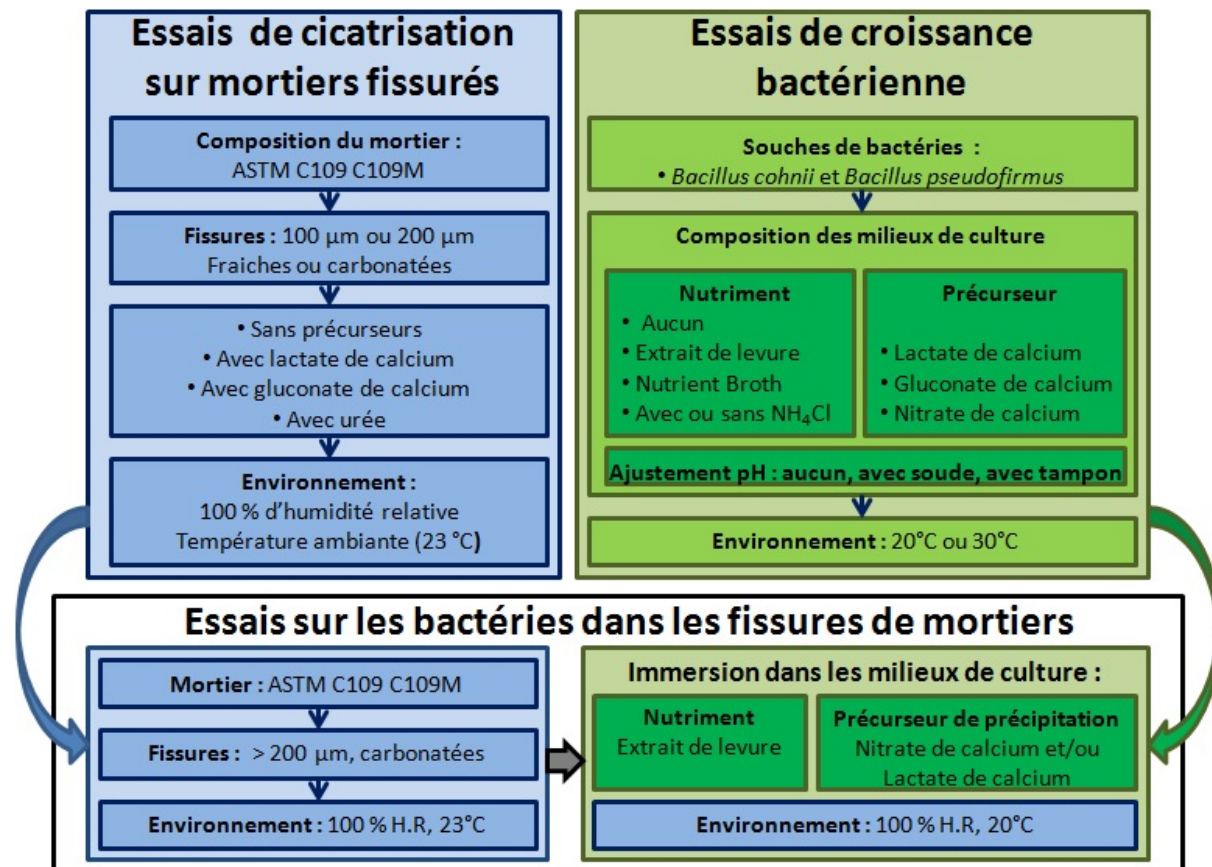 Essais de cicatrisation
sur mortiers fissurés
Composition du mortier :
ASTM C109 C109M
Fissures : 100 µm ou 200 µm
Fraiches ou carbonatées
• Sans précurseurs
• Avec lactate de calcium
• Avec gluconate de calcium
• Avec urée
Environnement :
100 % d’humidité relative
Température ambiante (23 °C)
Essais de croissance
bactérienne
Souches de bactéries :
• Bacillus cohnii et Bacillus pseudofirmus
Composition des milieux de culture
Nutriment
• Aucun
• Extrait de levure
• Nutrient Broth
• Avec ou sans NH₄Cl
Précurseur
• Lactate de calcium
• Gluconate de calcium
• Nitrate de calcium
Ajustement pH : aucun, avec soude, avec tampon
Environnement : 20°C ou 30°C
Essais sur les bactéries dans les fissures de mortiers
Mortier : ASTM C109 C109M
Fissures : > 200 µm, carbonatées
Environnement : 100 % H.R, 23°C
Immersion dans les milieux de culture :
Nutriment
Extrait de levure
Précurseur de précipitation
Nitrate de calcium et/ou
Lactate de calcium
Environnement : 100 % H.R, 20°C